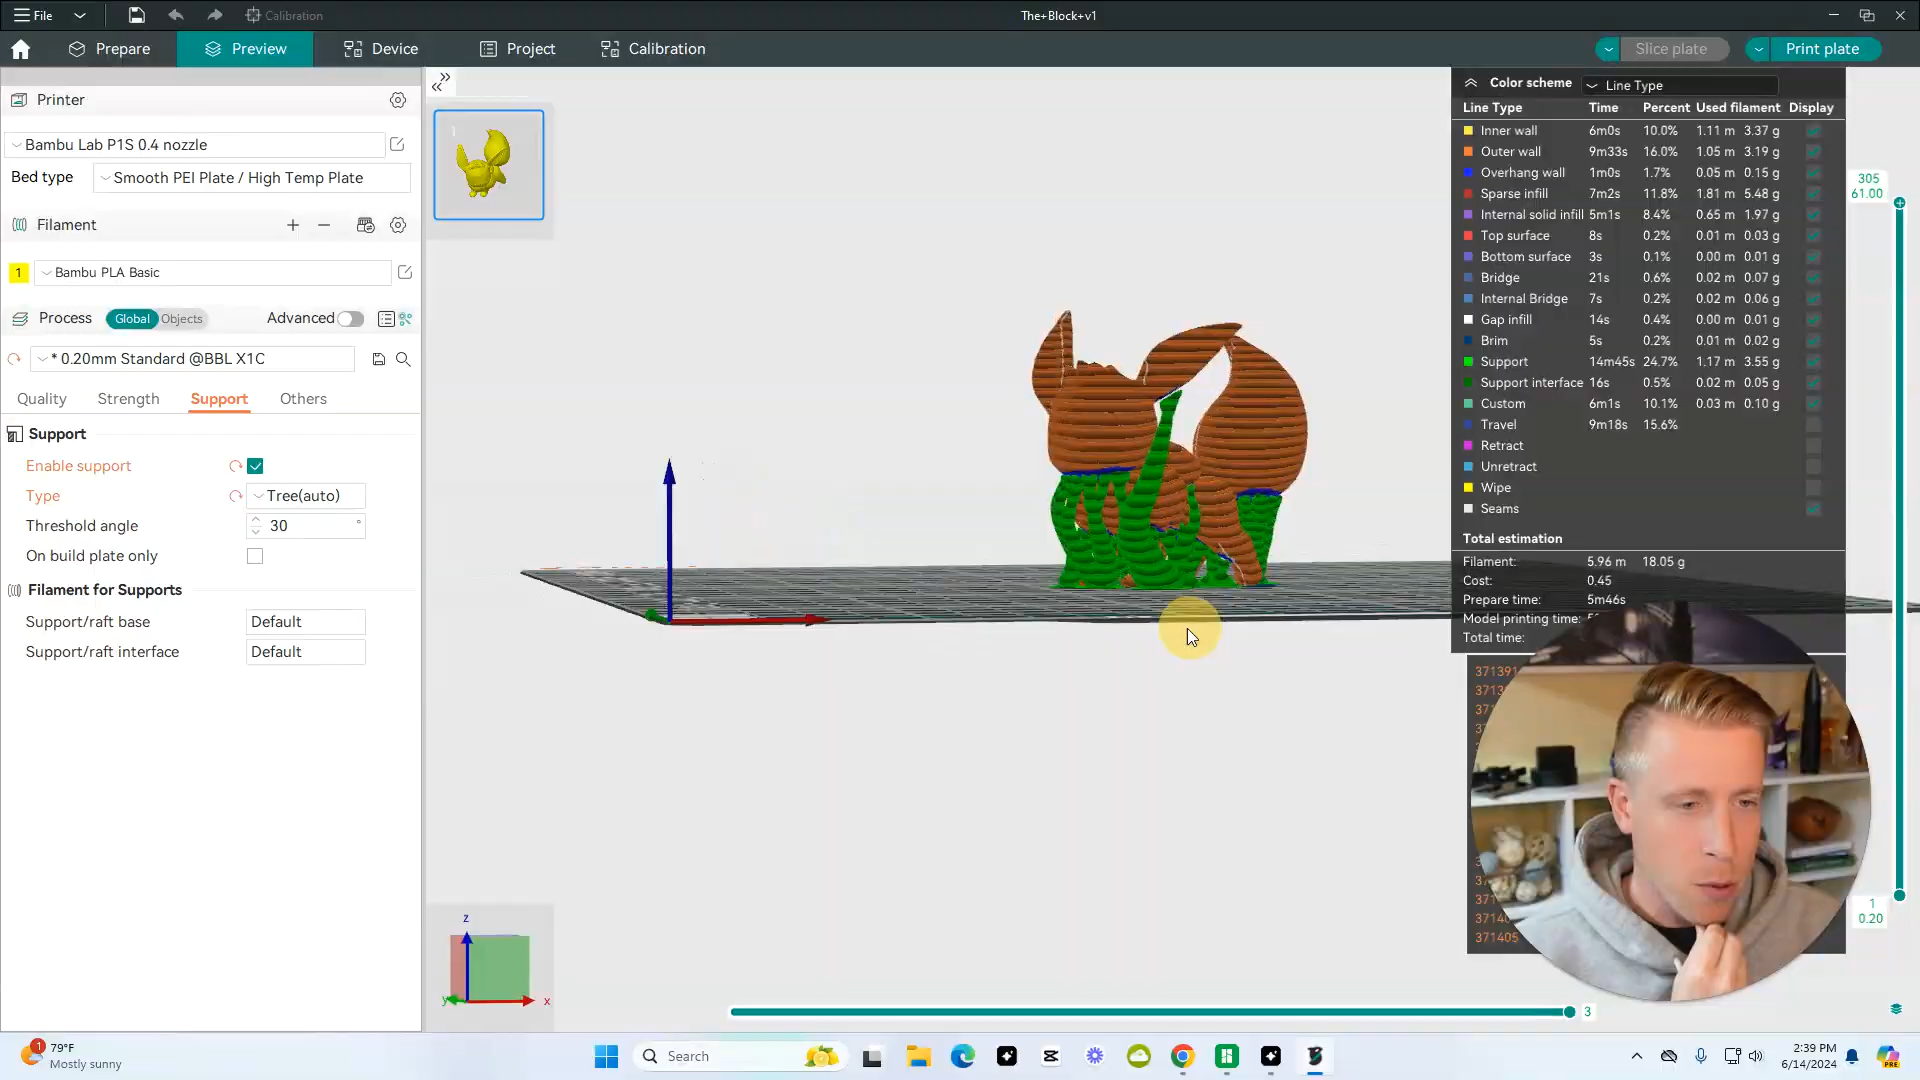 File
Calibration
The+Block+v1
Prepare
Preview
Device
Project
Calibration
Slice plate
Print plate
Printer
Bambu Lab P1S 0.4 nozzle
Bed type
Smooth PEI Plate / High Temp Plate
Filament
1 Bambu PLA Basic
Process Global Objects Advanced
* 0.20mm Standard @BBL X1C
Quality Strength Support Others
Support
Enable support
Type Tree(auto)
Threshold angle 30 °
On build plate only
Filament for Supports
Support/raft base Default
Support/raft interface Default
1
z
y
x
Color scheme Line Type
Line Type Time Percent Used filament Display
Inner wall 6m0s 10.0% 1.11 m 3.37 g
Outer wall 9m33s 16.0% 1.05 m 3.19 g
Overhang wall 1m0s 1.7% 0.05 m 0.15 g
Sparse infill 7m2s 11.8% 1.81 m 5.48 g
Internal solid infill 5m1s 8.4% 0.65 m 1.97 g
Top surface 8s 0.2% 0.01 m 0.03 g
Bottom surface 3s 0.1% 0.00 m 0.01 g
Bridge 21s 0.6% 0.02 m 0.07 g
Internal Bridge 7s 0.2% 0.02 m 0.06 g
Gap infill 14s 0.4% 0.00 m 0.01 g
Brim 5s 0.2% 0.01 m 0.02 g
Support 14m45s 24.7% 1.17 m 3.55 g
Support interface 16s 0.5% 0.02 m 0.05 g
Custom 6m1s 10.1% 0.03 m 0.10 g
Travel 9m18s 15.6%
Retract
Unretract
Wipe
Seams
Total estimation
Filament: 5.96 m 18.05 g
Cost: 0.45
Prepare time: 5m46s
Model printing time:
Total time:
371391
371405
305
61.00
1
0.20
3
1
79°F
Mostly sunny
Search
2:39 PM
6/14/2024
PRE